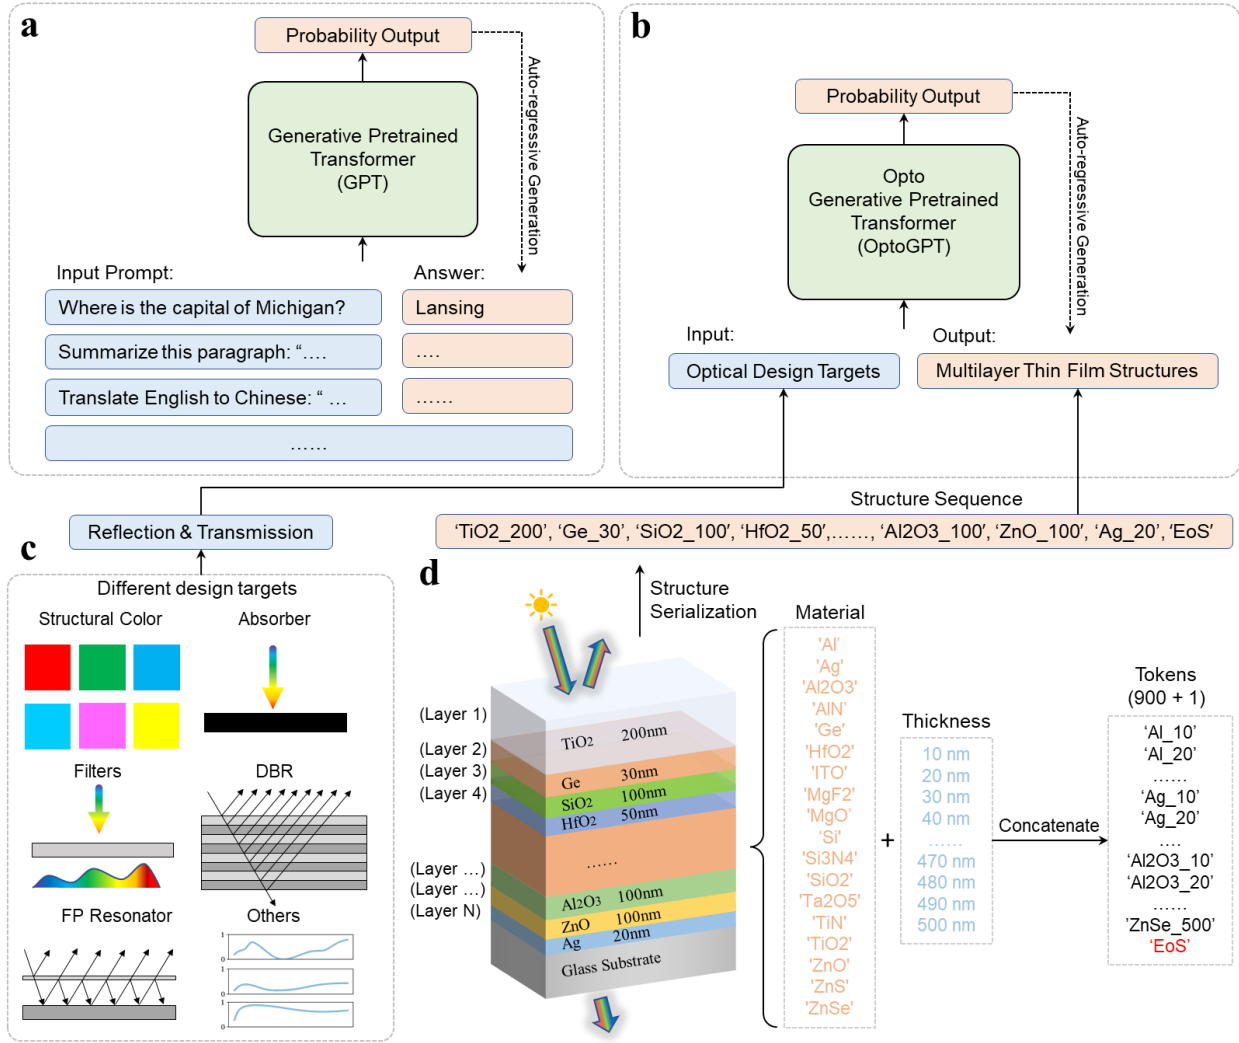 a
Probability Output
Auto-regressive Generation
Generative Pretrained
Transformer
(GPT)
Input Prompt:
Answer:
Where is the capital of Michigan?
Lansing
Summarize this paragraph: “….
….
Translate English to Chinese: “ …
……
……
b
Probability Output
Auto-regressive Generation
Opto
Generative Pretrained
Transformer
(OptoGPT)
Input:
Output:
Optical Design Targets
Multilayer Thin Film Structures
Structure Sequence
‘TiO2_200’, ‘Ge_30’, ‘SiO2_100’, ‘HfO2_50’,……, ‘Al2O3_100’, ‘ZnO_100’, ‘Ag_20’, ‘EoS’
Reflection & Transmission
c
Different design targets
Structural Color
Absorber
Filters
DBR
FP Resonator
Others
1
0
1
0
1
0
d
Structure
Serialization
(Layer 1)
(Layer 2)
(Layer 3)
(Layer 4)
(Layer …)
(Layer …)
(Layer N)
TiO2 200nm
Ge 30nm
SiO2 100nm
HfO2 50nm
……
Al2O3 100nm
ZnO 100nm
Ag 20nm
Glass Substrate
Material
'Al'
'Ag'
'Al2O3'
'AlN'
'Ge'
'HfO2'
'ITO'
'MgF2'
'MgO'
'Si'
'Si3N4'
'SiO2'
'Ta2O5'
'TiN'
'TiO2'
'ZnO'
'ZnS'
'ZnSe'
+
Thickness
10 nm
20 nm
30 nm
40 nm
……
470 nm
480 nm
490 nm
500 nm
Concatenate
Tokens
(900 + 1)
‘Al_10’
‘Al_20’
……
‘Ag_10’
‘Ag_20’
….
‘Al2O3_10’
‘Al2O3_20’
……
‘ZnSe_500’
‘EoS’